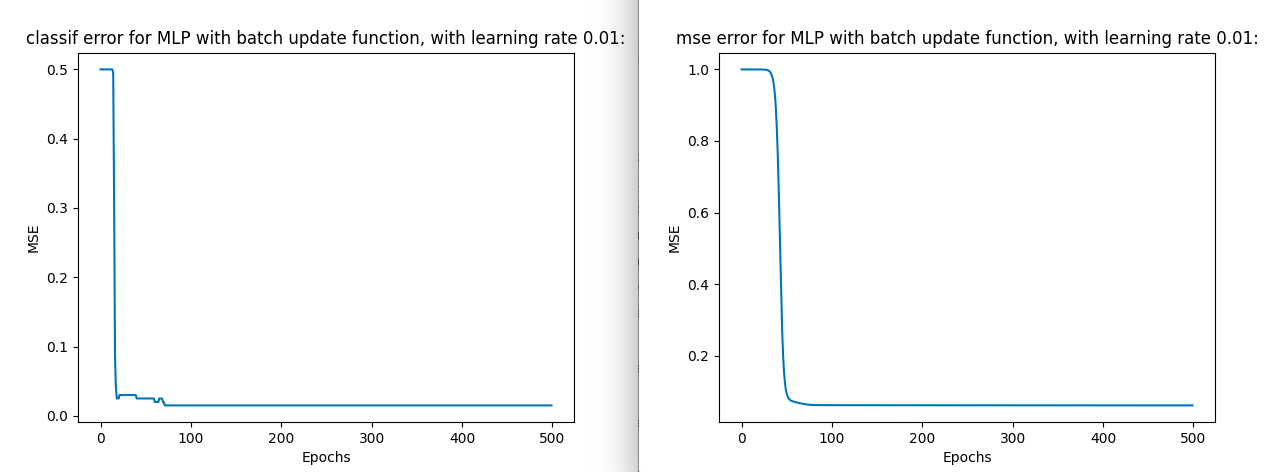 classif error for MLP with batch update function, with learning rate 0.01:
0.5
0.4
0.3
0.2
0.1
0.0
MSE
0 100 200 300 400 500
Epochs
mse error for MLP with batch update function, with learning rate 0.01:
1.0
0.8
0.6
0.4
0.2
MSE
0 100 200 300 400 500
Epochs